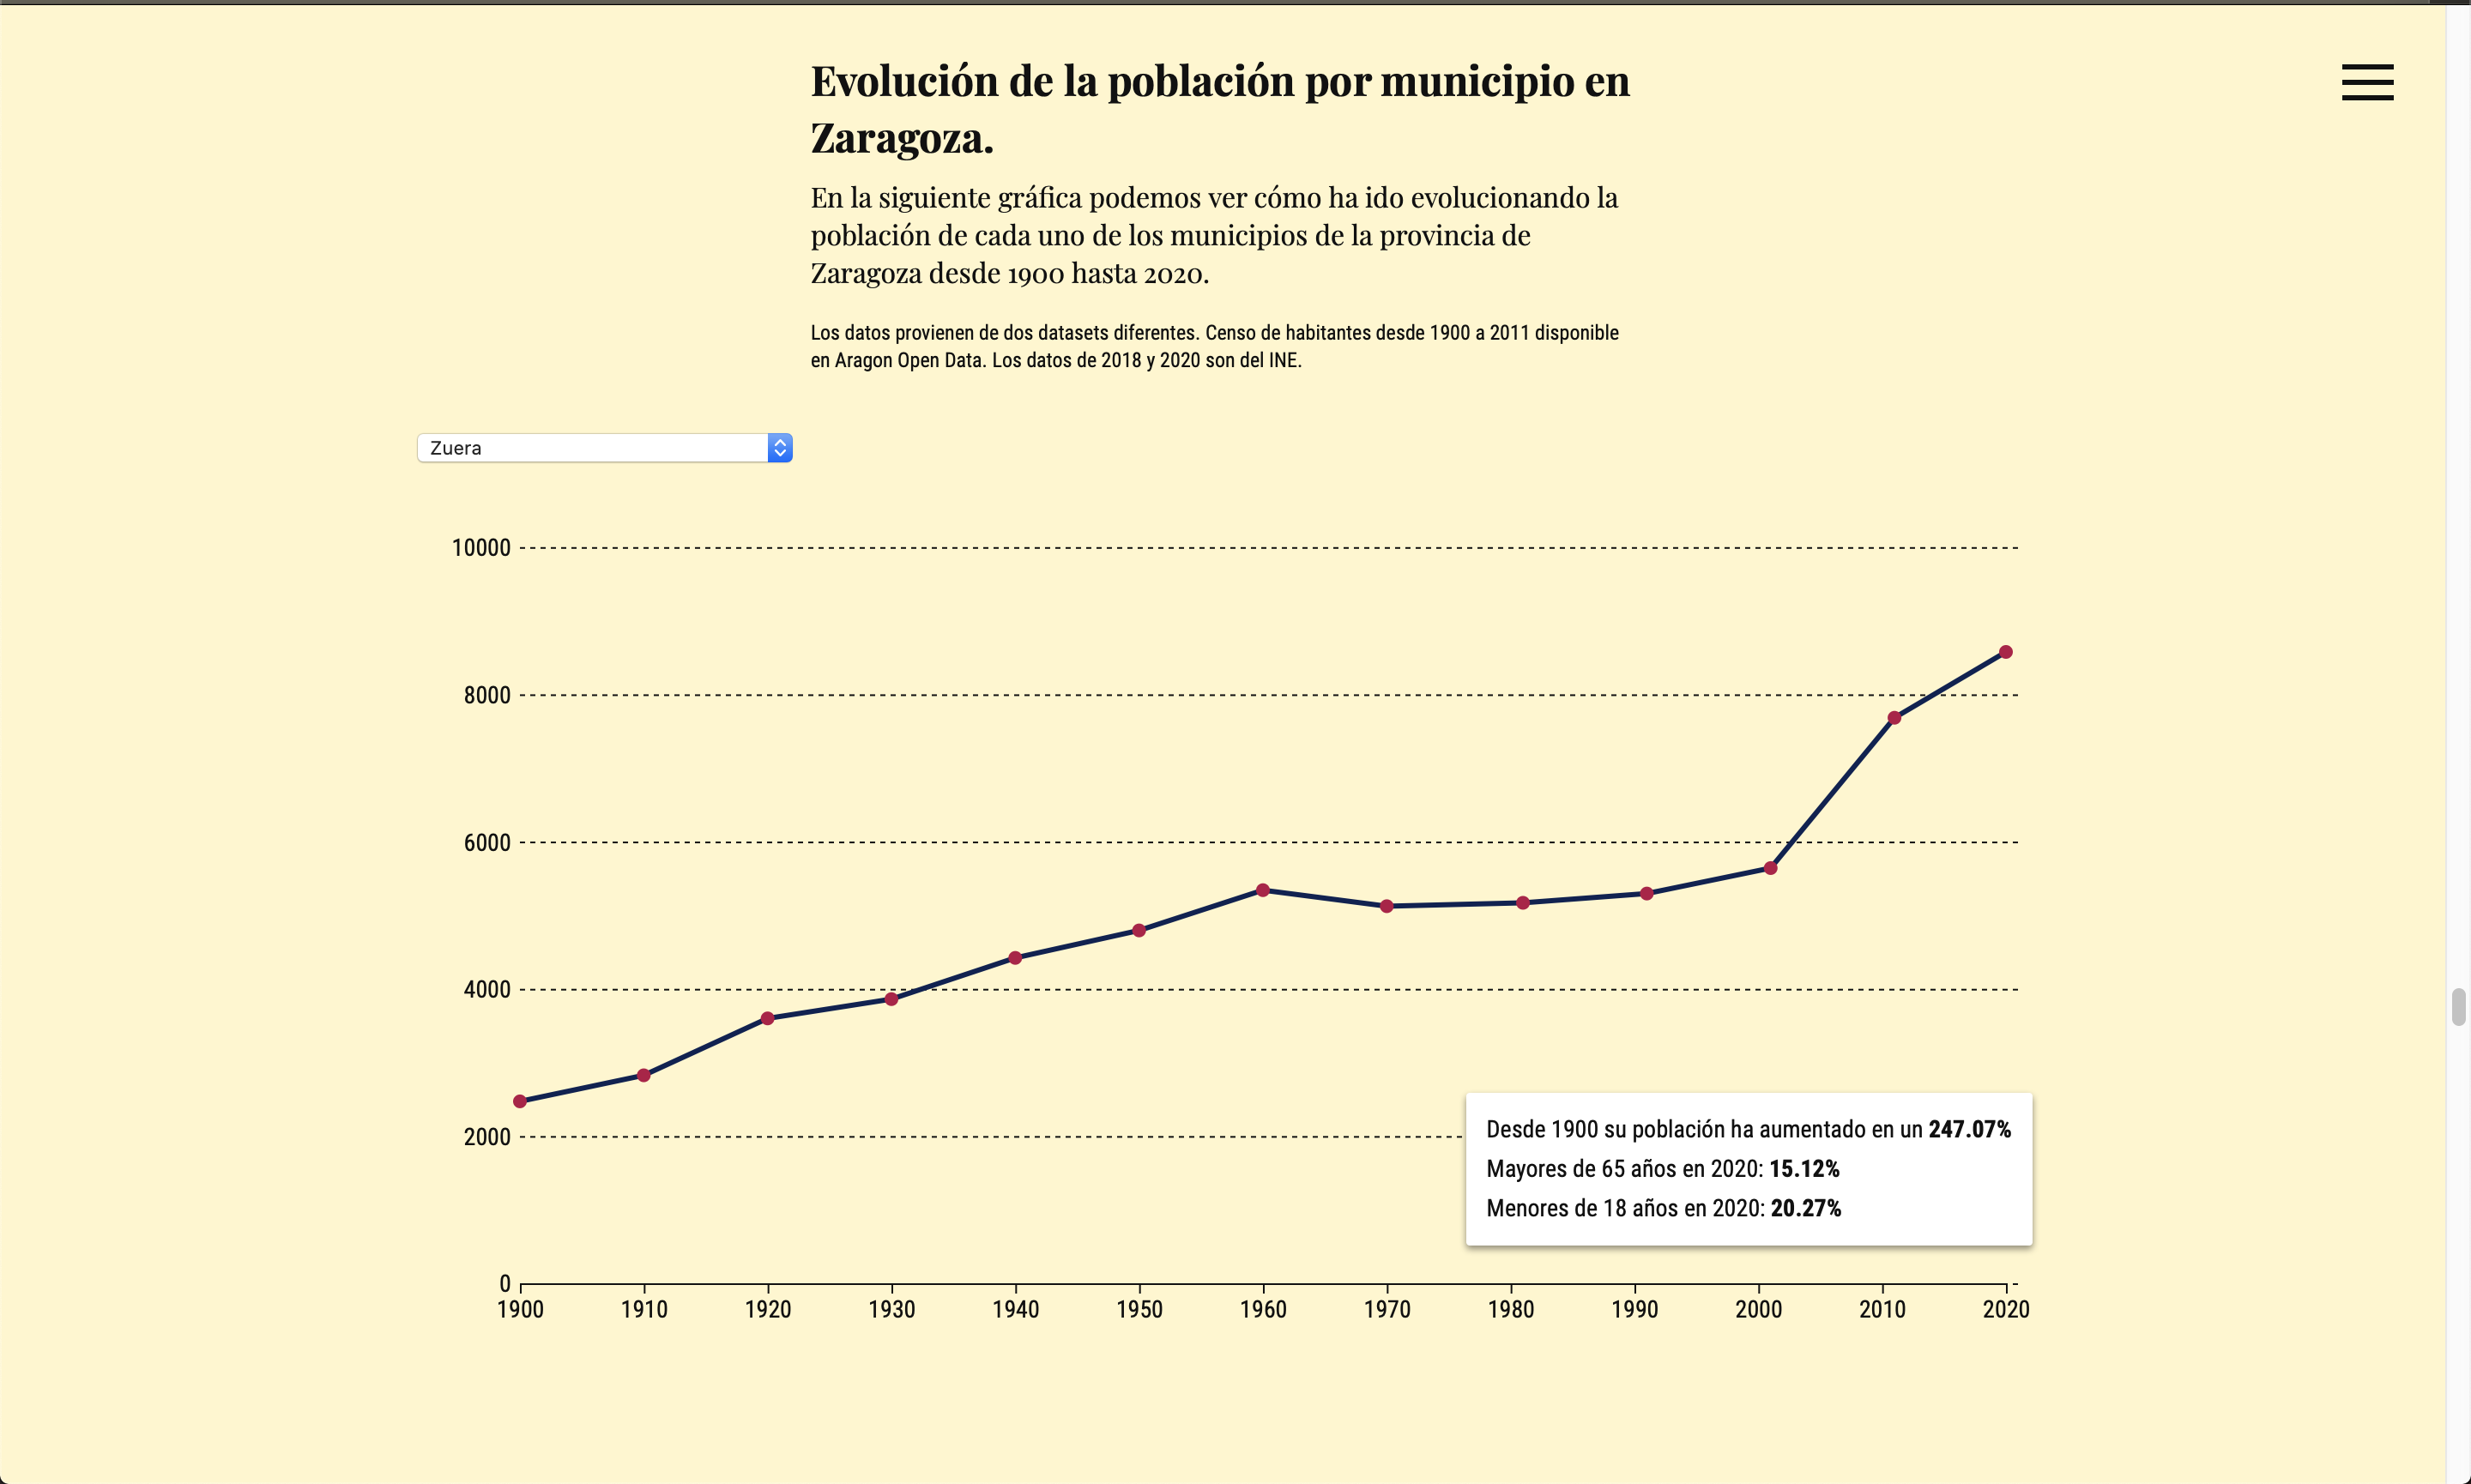 Evolución de la población por municipio en
Zaragoza.
En la siguiente gráfica podemos ver cómo ha ido evolucionando la
población de cada uno de los municipios de la provincia de
Zaragoza desde 1900 hasta 2020.
Los datos provienen de dos datasets diferentes. Censo de habitantes desde 1900 a 2011 disponible
en Aragon Open Data. Los datos de 2018 y 2020 son del INE.
Zuera
10000
8000
6000
4000
2000
0
Desde 1900 su población ha aumentado en un 247.07%
Mayores de 65 años en 2020: 15.12%
Menores de 18 años en 2020: 20.27%
1900 1910 1920 1930 1940 1950 1960 1970 1980 1990 2000 2010 2020